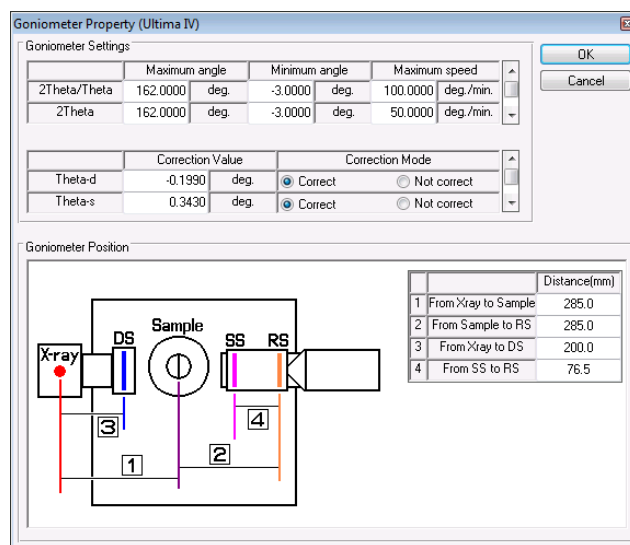 Goniometer Property (Ultima IV)
Goniometer Settings
OK
Cancel
Maximum angle Minimum angle Maximum speed
2Theta/Theta 162.0000 deg. -3.0000 deg. 100.0000 deg./min.
2Theta 162.0000 deg. -3.0000 deg. 50.0000 deg./min.
Correction Value Correction Mode
Theta-d -0.1990 deg. Correct Not correct
Theta-s 0.3430 deg. Correct Not correct
Goniometer Position
Distance(mm)
1 From Xray to Sample 285.0
2 From Sample to RS 285.0
3 From Xray to DS 200.0
4 From SS to RS 76.5
X-ray
DS
Sample
SS
RS
3
4
1
2